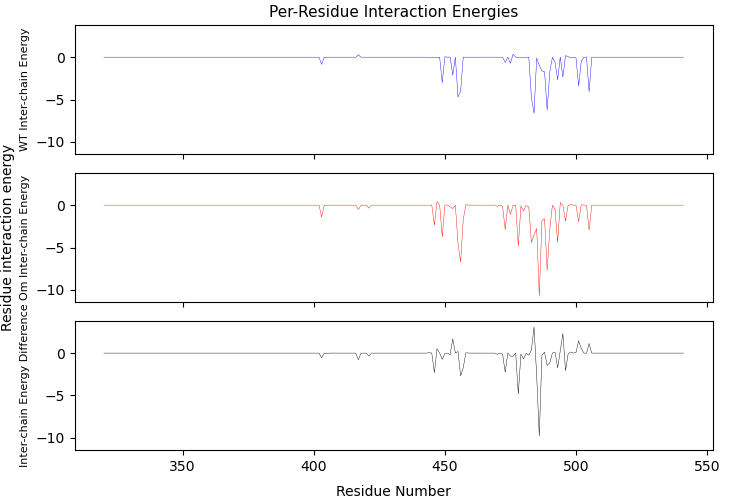 Per-Residue Interaction Energies
Residue interaction energy
WT Inter-chain Energy
0
−5
−10
Om Inter-chain Energy
0
−5
−10
Inter-chain Energy Difference
0
−5
−10
350 400 450 500 550
Residue Number